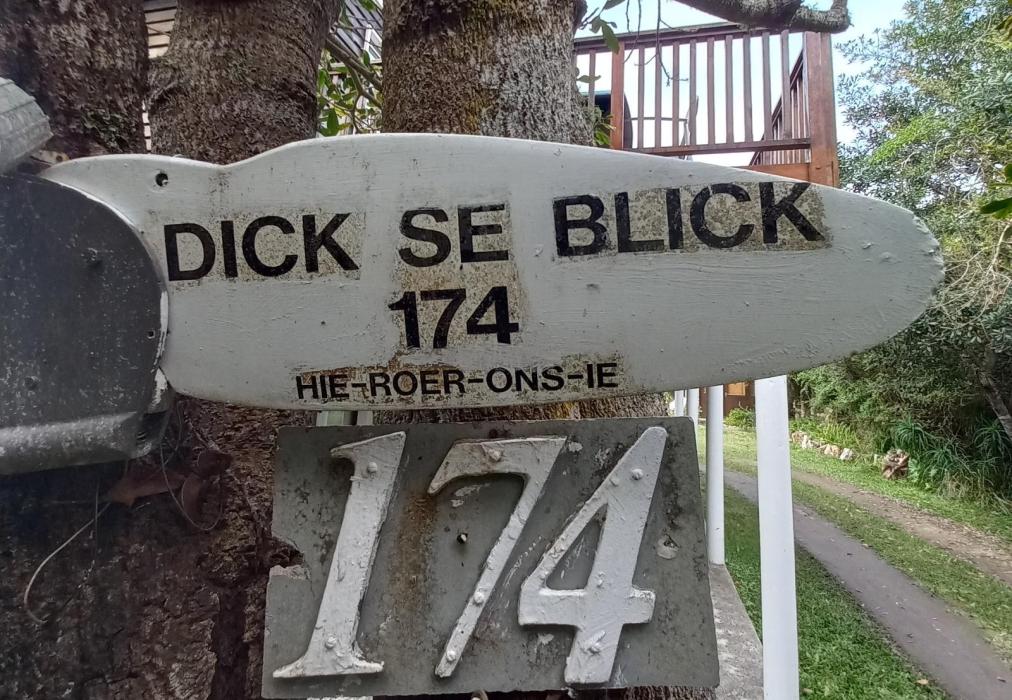 DICK SE BLICK
174
HIE-ROER-ONS-IE
174